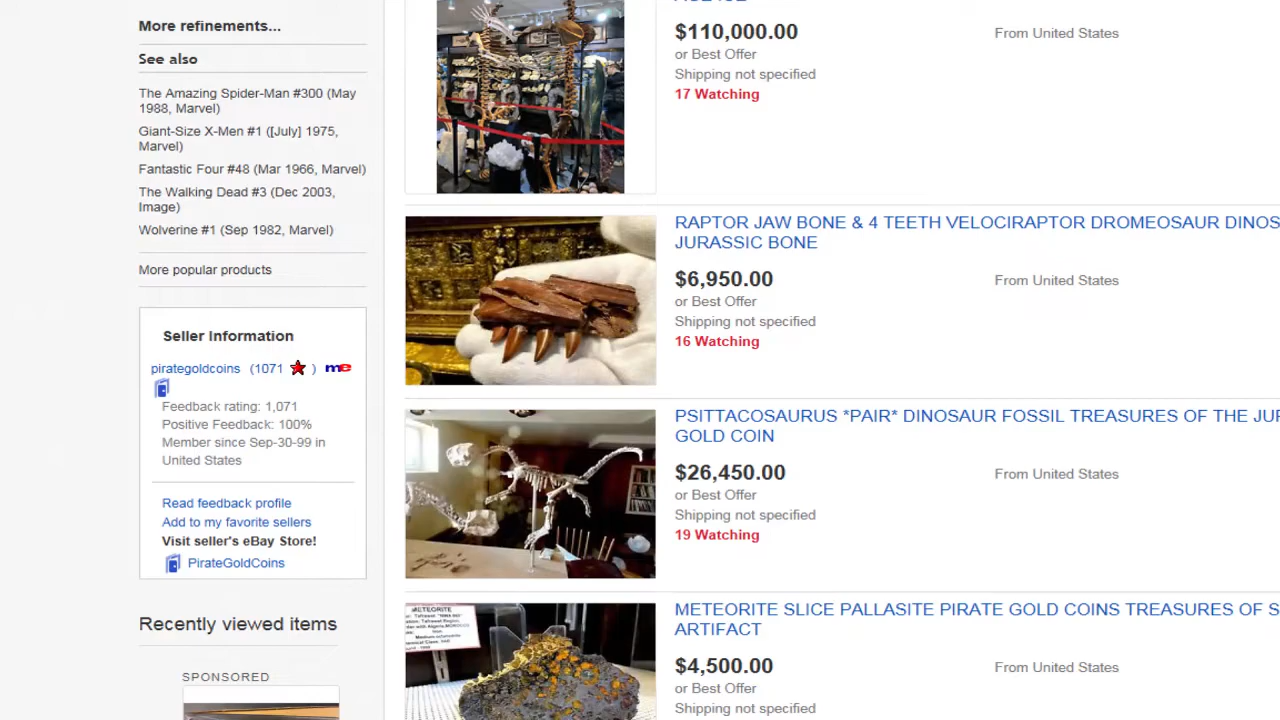 More refinements...
See also
The Amazing Spider-Man #300 (May
1988, Marvel)
Giant-Size X-Men #1 ([July] 1975,
Marvel)
Fantastic Four #48 (Mar 1966, Marvel)
The Walking Dead #3 (Dec 2003,
Image)
Wolverine #1 (Sep 1982, Marvel)
More popular products
Seller Information
pirategoldcoins (1071 ) me
Feedback rating: 1,071
Positive Feedback: 100%
Member since Sep-30-99 in
United States
Read feedback profile
Add to my favorite sellers
Visit seller's eBay Store!
PirateGoldCoins
Recently viewed items
SPONSORED
$110,000.00
From United States
or Best Offer
Shipping not specified
17 Watching
RAPTOR JAW BONE & 4 TEETH VELOCIRAPTOR DROMEOSAUR DINOS
JURASSIC BONE
$6,950.00
From United States
or Best Offer
Shipping not specified
16 Watching
PSITTACOSAURUS *PAIR* DINOSAUR FOSSIL TREASURES OF THE JUR
GOLD COIN
$26,450.00
From United States
or Best Offer
Shipping not specified
19 Watching
METEORITE
METEORITE SLICE PALLASITE PIRATE GOLD COINS TREASURES OF S
ARTIFACT
$4,500.00
From United States
or Best Offer
Shipping not specified